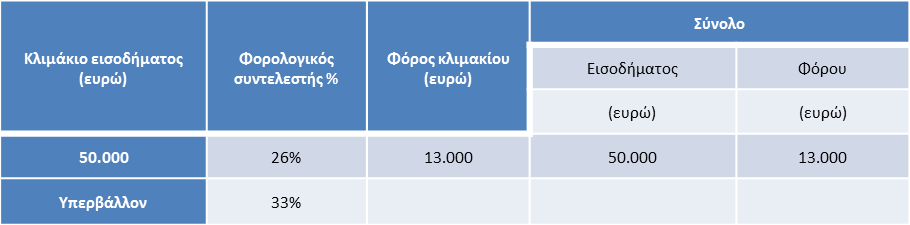 Κλιμάκιο εισοδήματος
(ευρώ)
Φορολογικός
συντελεστής %
Φόρος κλιμακίου
(ευρώ)
Σύνολο
Εισοδήματος
Φόρου
(ευρώ)
(ευρώ)
50.000 26% 13.000 50.000 13.000
Υπερβάλλον 33%